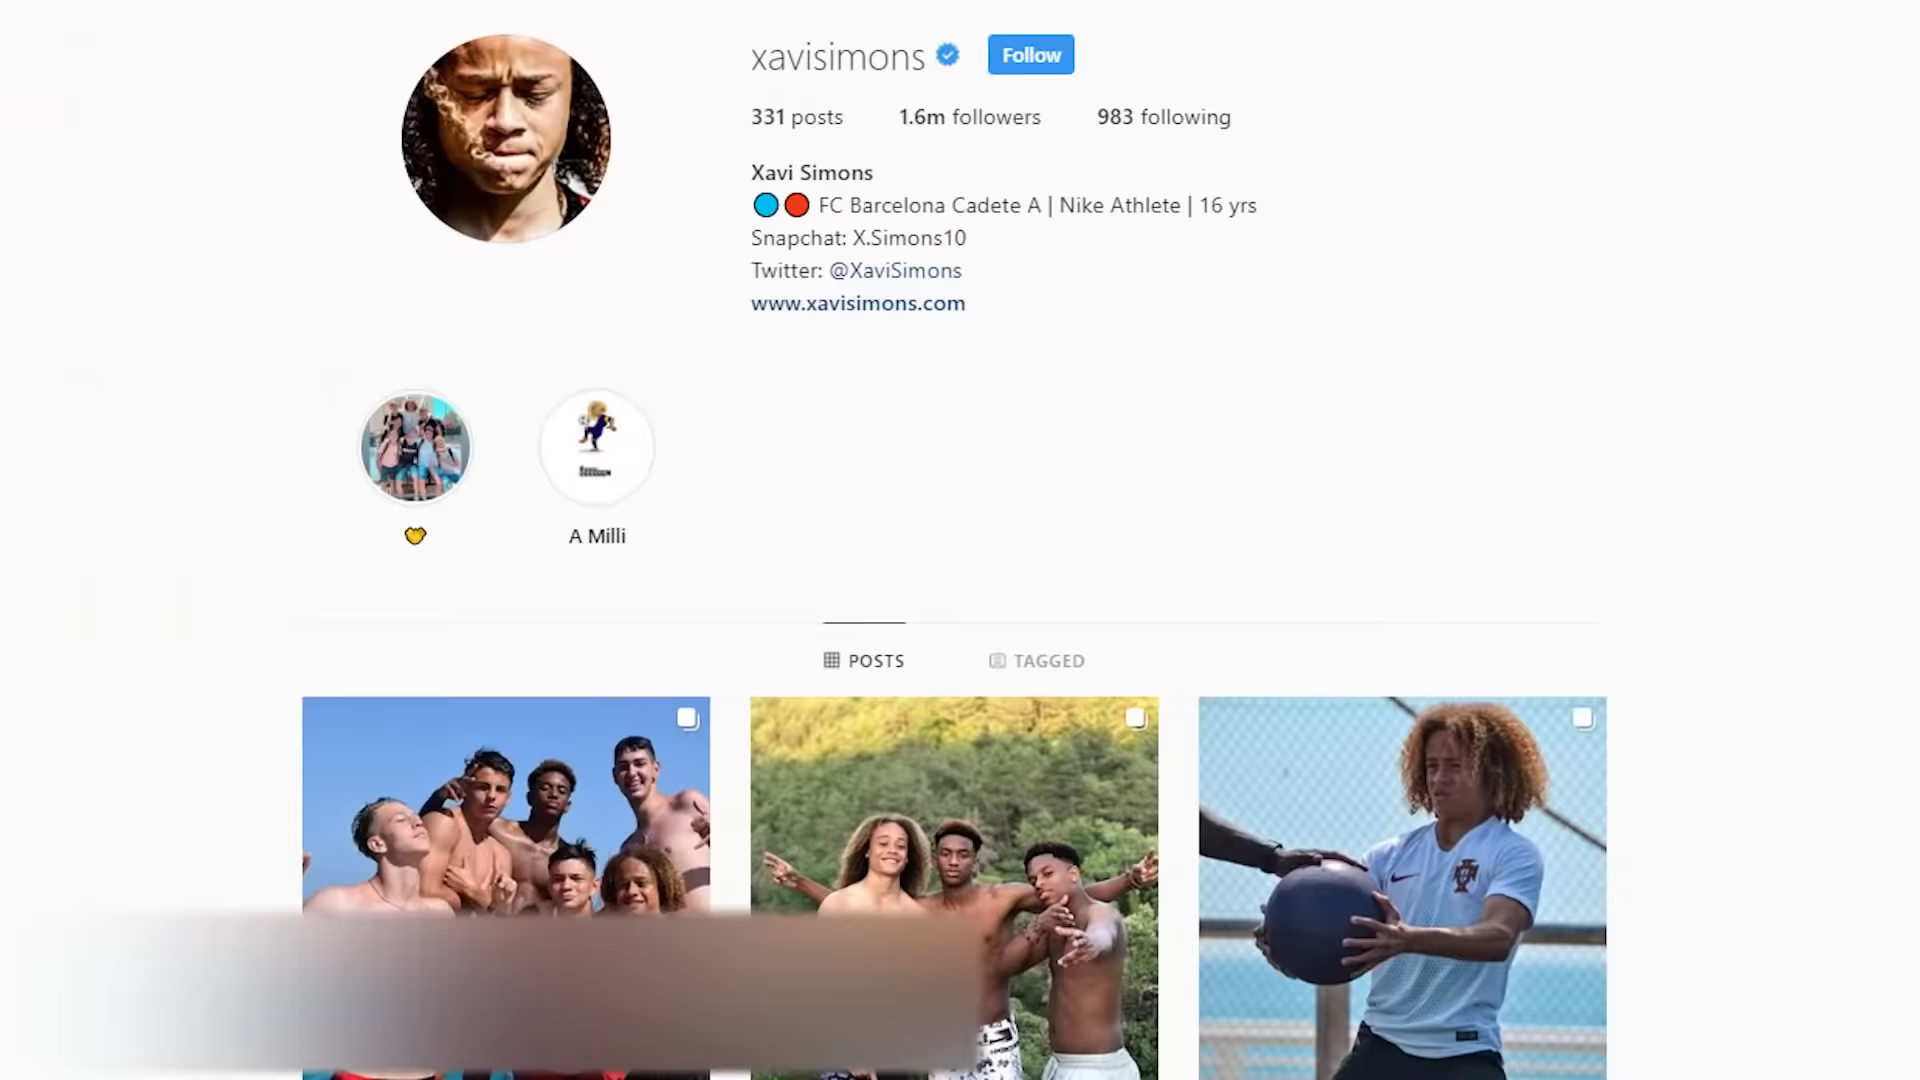 xavisimons Follow
331 posts 1.6m followers 983 following
Xavi Simons
FC Barcelona Cadete A | Nike Athlete | 16 yrs
Snapchat: X.Simons10
Twitter: @XaviSimons
www.xavisimons.com
A Milli
POSTS TAGGED